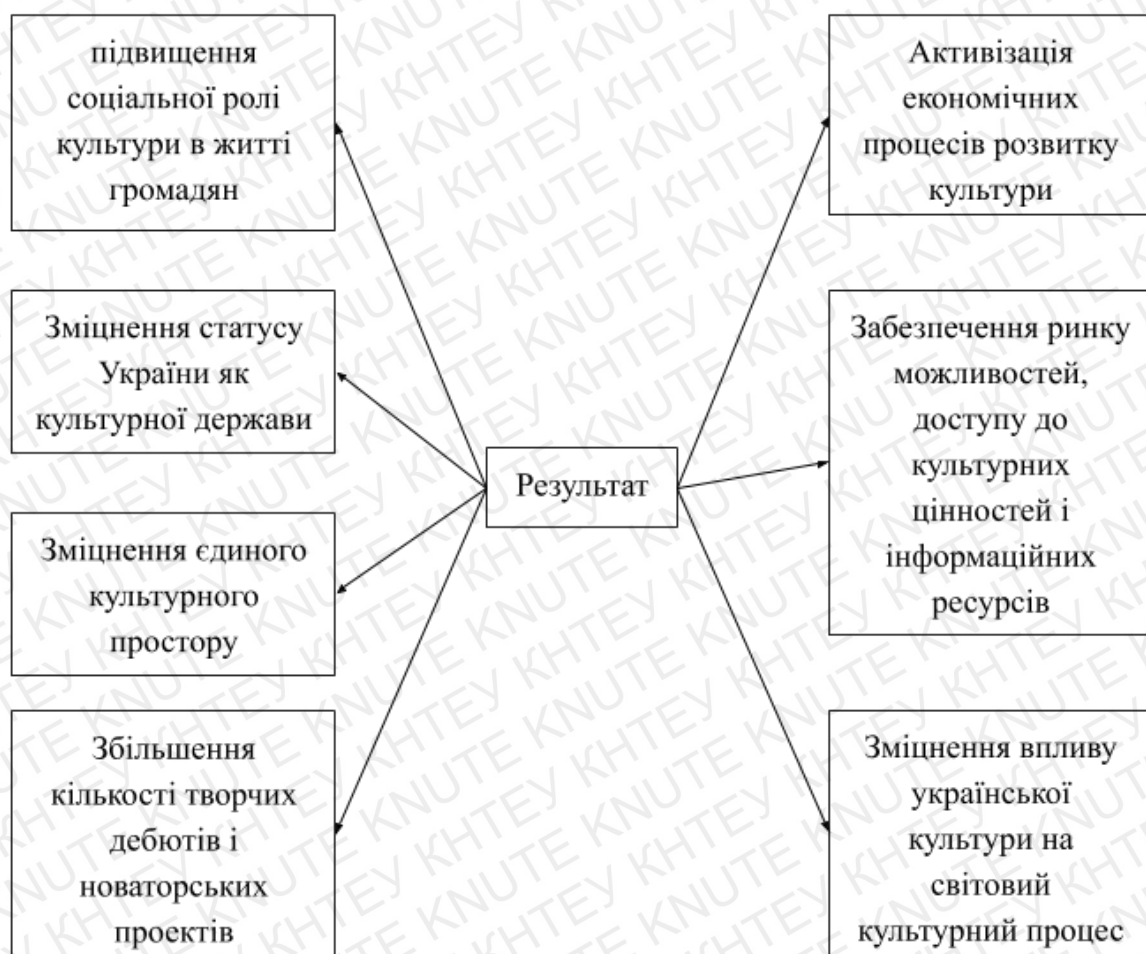 підвищення
соціальної ролі
культури в житті
громадян
Зміцнення статусу
України як
культурної держави
Зміцнення єдиного
культурного
простору
Збільшення
кількості творчих
дебютів і
новаторських
проектів
Результат
Активізація
економічних
процесів розвитку
культури
Забезпечення ринку
можливостей,
доступу до
культурних
цінностей і
інформаційних
ресурсів
Зміцнення впливу
української
культури на
світовий
культурний процес